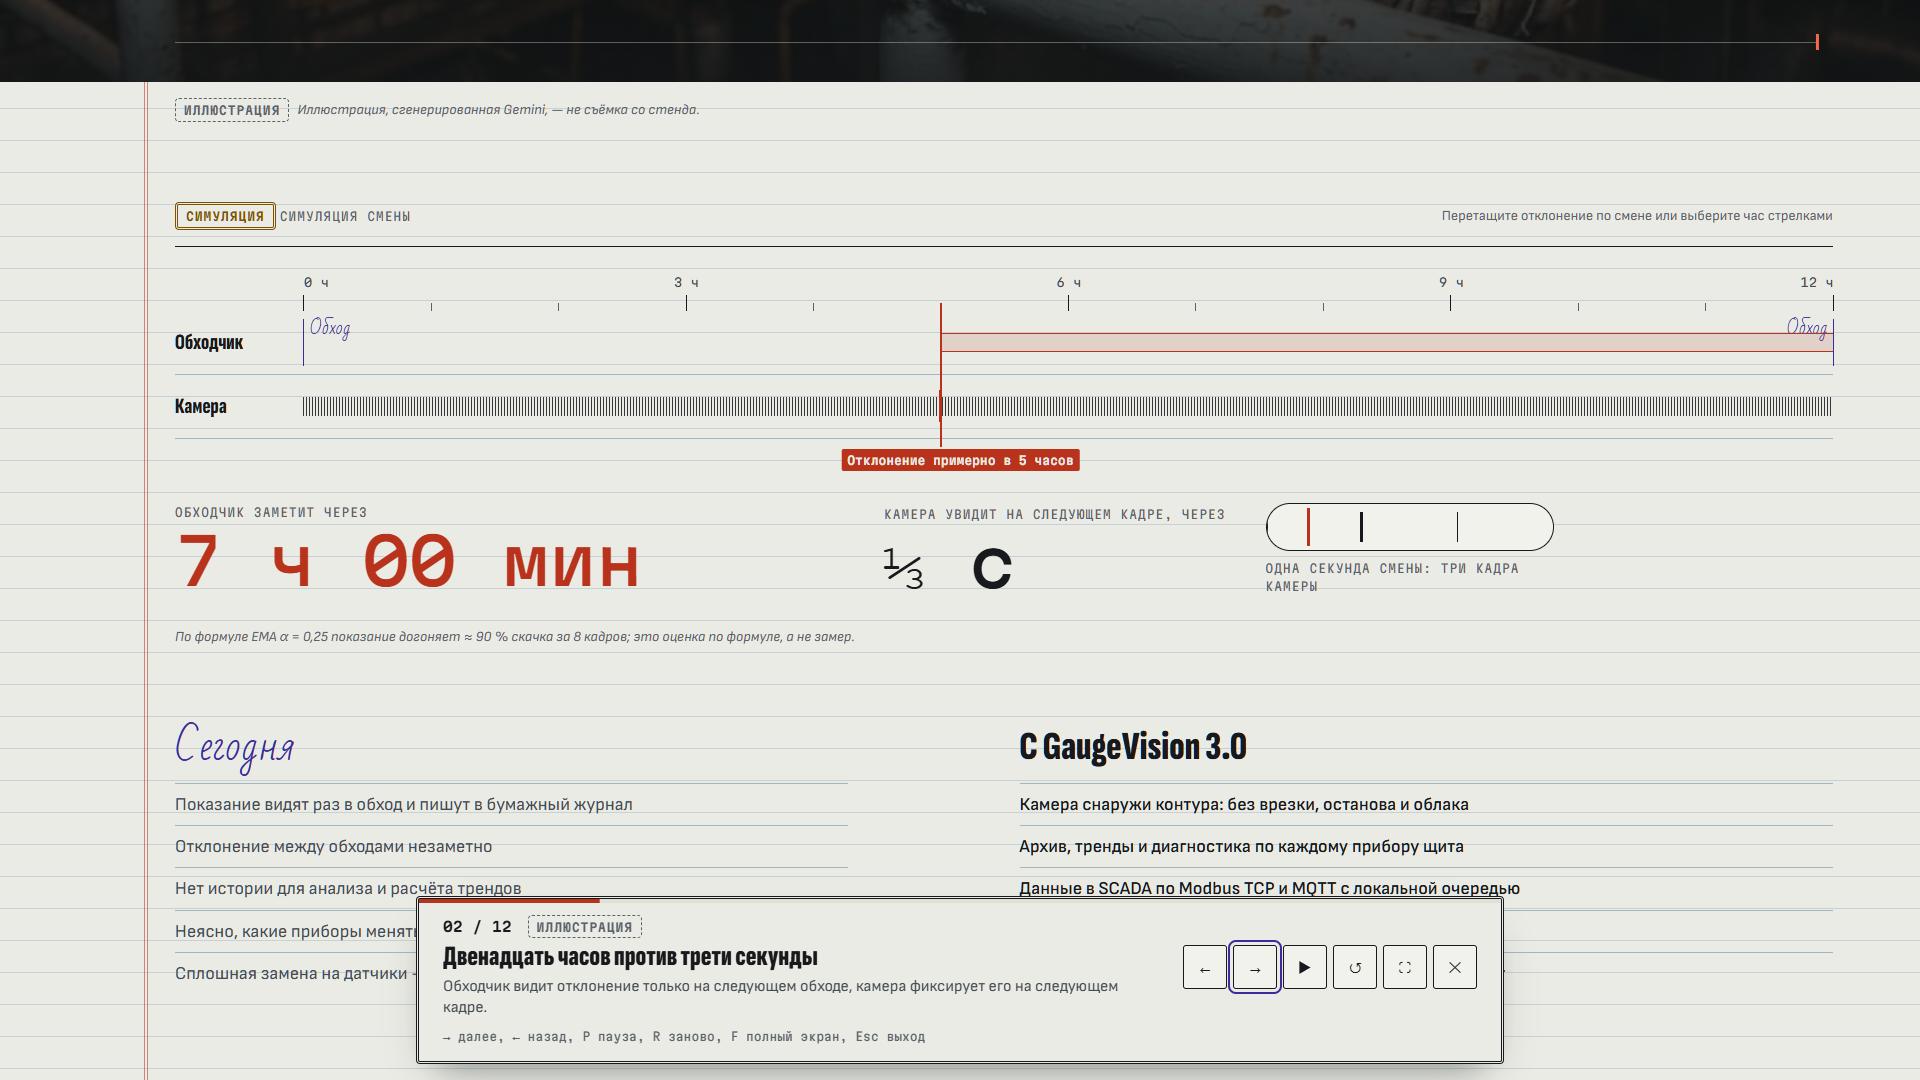 ИЛЛЮСТРАЦИЯ Иллюстрация, сгенерированная Gemini, — не съёмка со стенда.
СИМУЛЯЦИЯ СИМУЛЯЦИЯ СМЕНЫ
Перетащите отклонение по смене или выберите час стрелками
0 ч 3 ч 6 ч 9 ч 12 ч
Обход Обход
Обходчик
Камера
Отклонение примерно в 5 часов
ОБХОДЧИК ЗАМЕТИТ ЧЕРЕЗ
7 ч 00 мин
КАМЕРА УВИДИТ НА СЛЕДУЮЩЕМ КАДРЕ, ЧЕРЕЗ
⅓ с
ОДНА СЕКУНДА СМЕНЫ: ТРИ КАДРА
КАМЕРЫ
По формуле EMA α = 0,25 показание догоняет ≈ 90 % скачка за 8 кадров; это оценка по формуле, а не замер.
Сегодня
Показание видят раз в обход и пишут в бумажный журнал
Отклонение между обходами незаметно
Нет истории для анализа и расчёта трендов
Неясно, какие приборы
Сплошная замена на датчики
С GaugeVision 3.0
Камера снаружи контура: без врезки, останова и облака
Архив, тренды и диагностика по каждому прибору щита
Данные в SCADA по Modbus TCP и MQTT с локальной очередью
02 / 12 ИЛЛЮСТРАЦИЯ
Двенадцать часов против трети секунды
Обходчик видит отклонение только на следующем обходе, камера фиксирует его на следующем
кадре.
→ далее, ← назад, P пауза, R заново, F полный экран, Esc выход